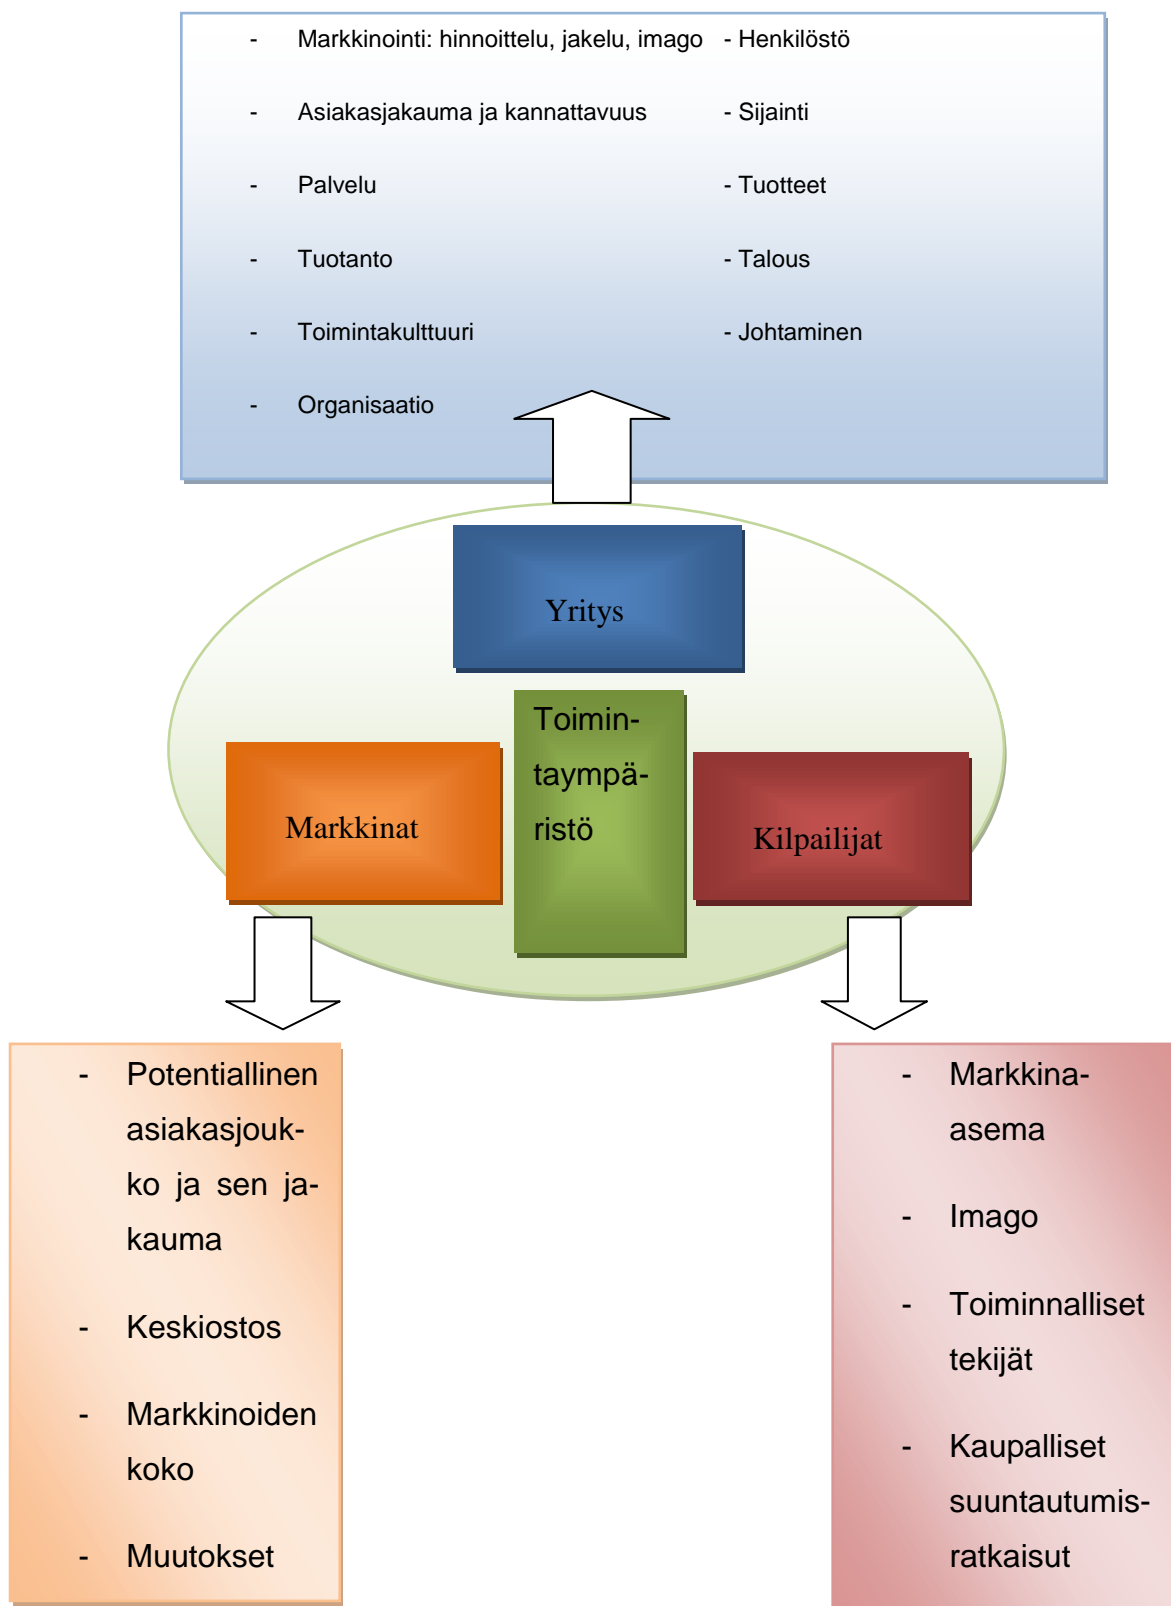 - Markkinointi: hinnoittelu, jakelu, imago - Henkilöstö
- Asiakasjakauma ja kannattavuus - Sijainti
- Palvelu - Tuotteet
- Tuotanto - Talous
- Toimintakulttuuri - Johtaminen
- Organisaatio
Yritys
Toimin-
taympä-
ristö
Markkinat
Kilpailijat
- Potentiallinen
asiakasjouk-
ko ja sen ja-
kauma
- Keskiostos
- Markkinoiden
koko
- Muutokset
- Markkina-
asema
- Imago
- Toiminnalliset
tekijät
- Kaupalliset
suuntautumis-
ratkaisut